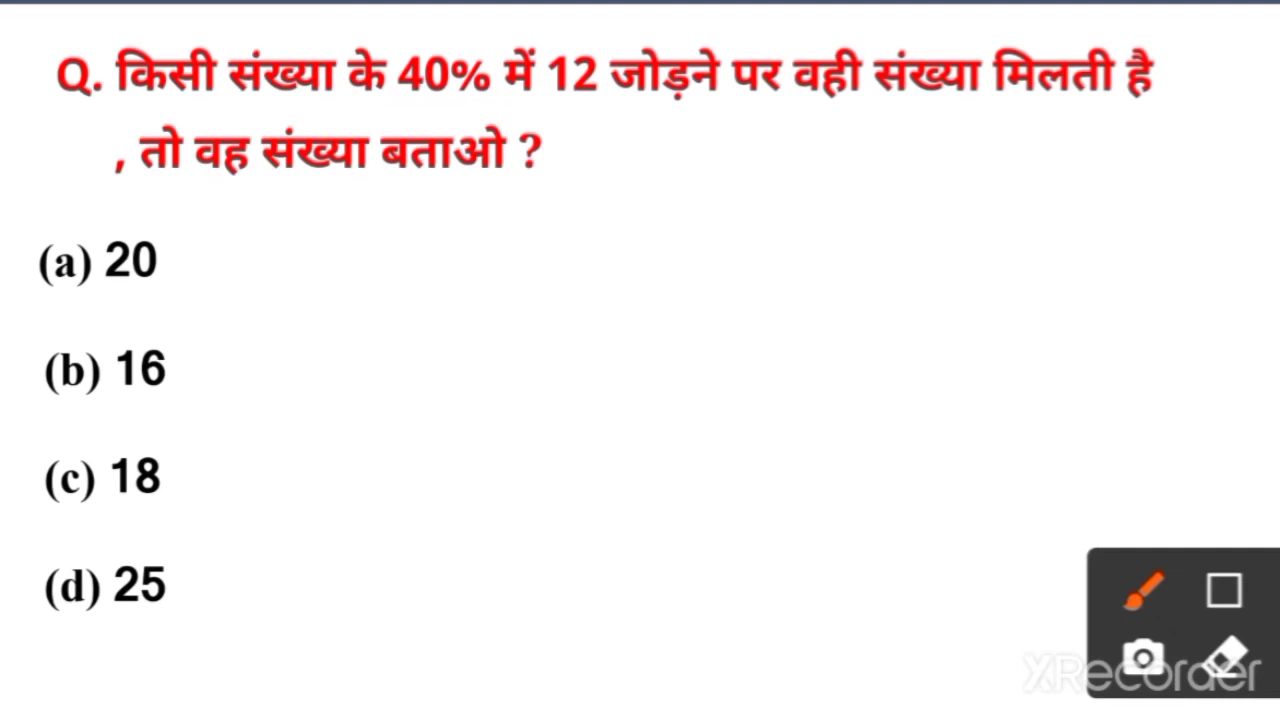 Q. किसी संख्या के 40% में 12 जोड़ने पर वही संख्या मिलती है
, तो वह संख्या बताओ ?
(a) 20
(b) 16
(c) 18
(d) 25
XRecorder